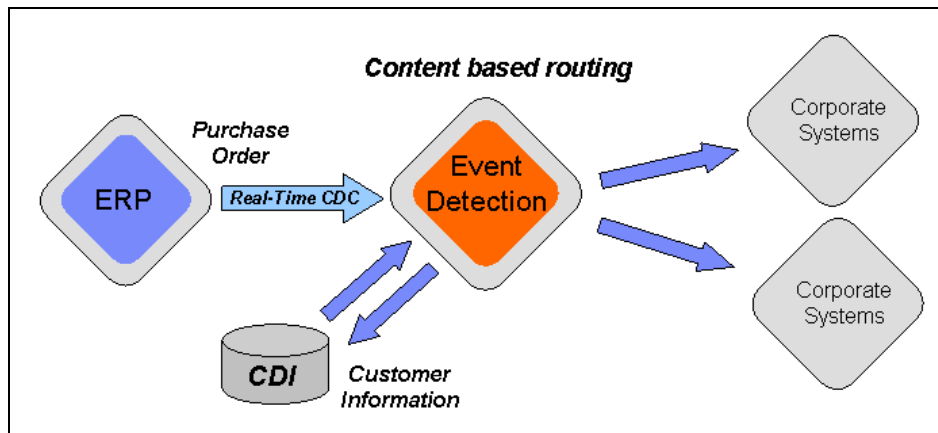 Content based routing
Purchase
Order
ERP
Real-Time CDC
Event
Detection
Corporate
Systems
Corporate
Systems
CDI
Customer
Information